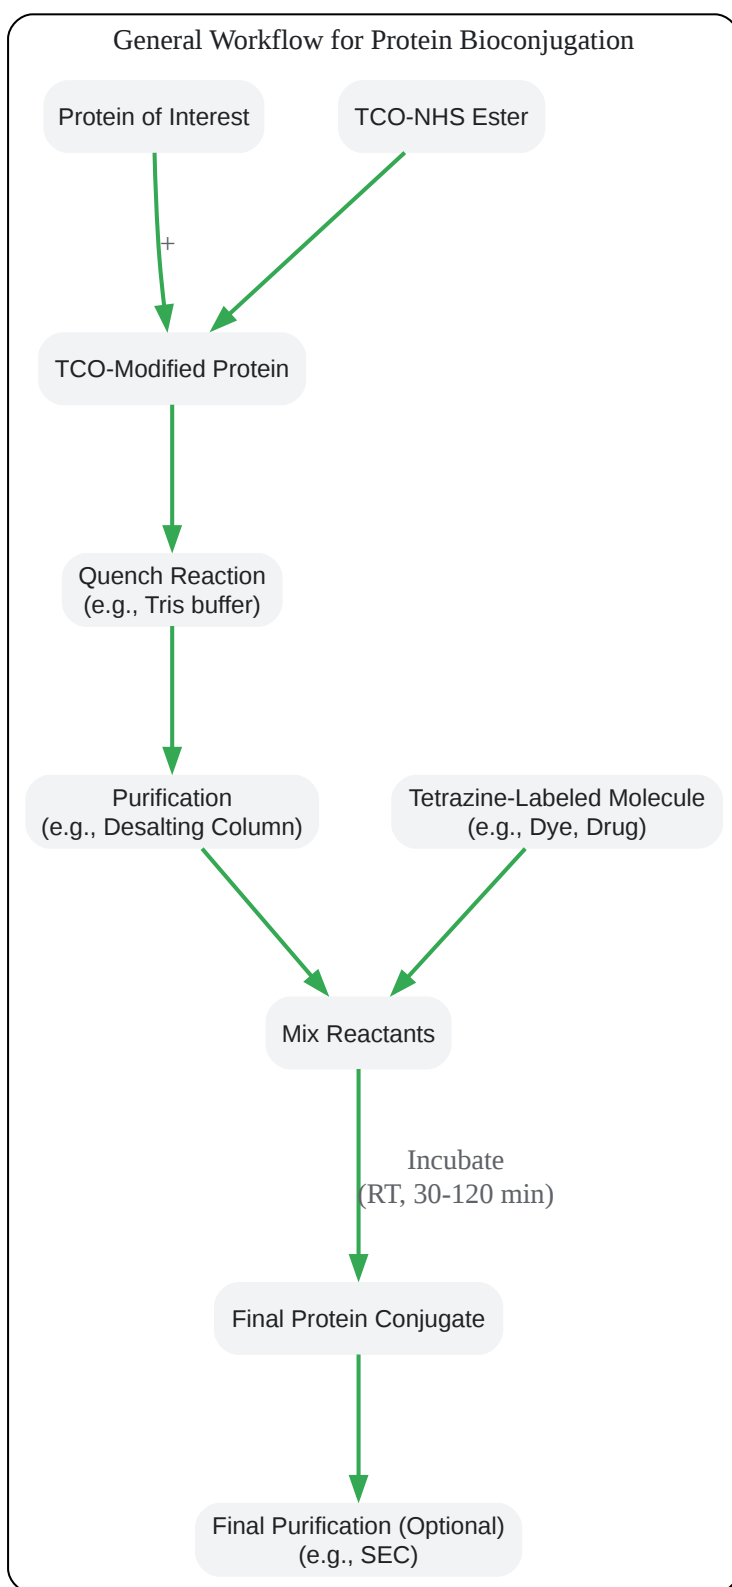 General Workflow for Protein Bioconjugation
Protein of Interest
TCO-NHS Ester
+
TCO-Modified Protein
Quench Reaction
(e.g., Tris buffer)
Purification
(e.g., Desalting Column)
Tetrazine-Labeled Molecule
(e.g., Dye, Drug)
Mix Reactants
Incubate
(RT, 30-120 min)
Final Protein Conjugate
Final Purification (Optional)
(e.g., SEC)